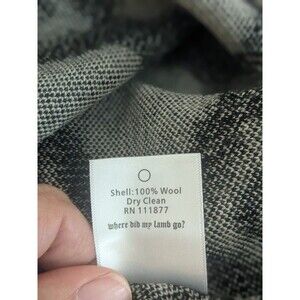 Shell:100% Wool
Dry Clean
RN 111877
where did my lamb go?